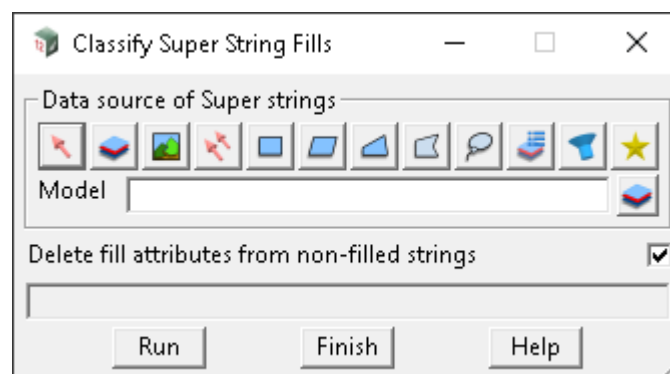 Classify Super String Fills
Data source of Super strings
Model
Delete fill attributes from non-filled strings
Run Finish Help